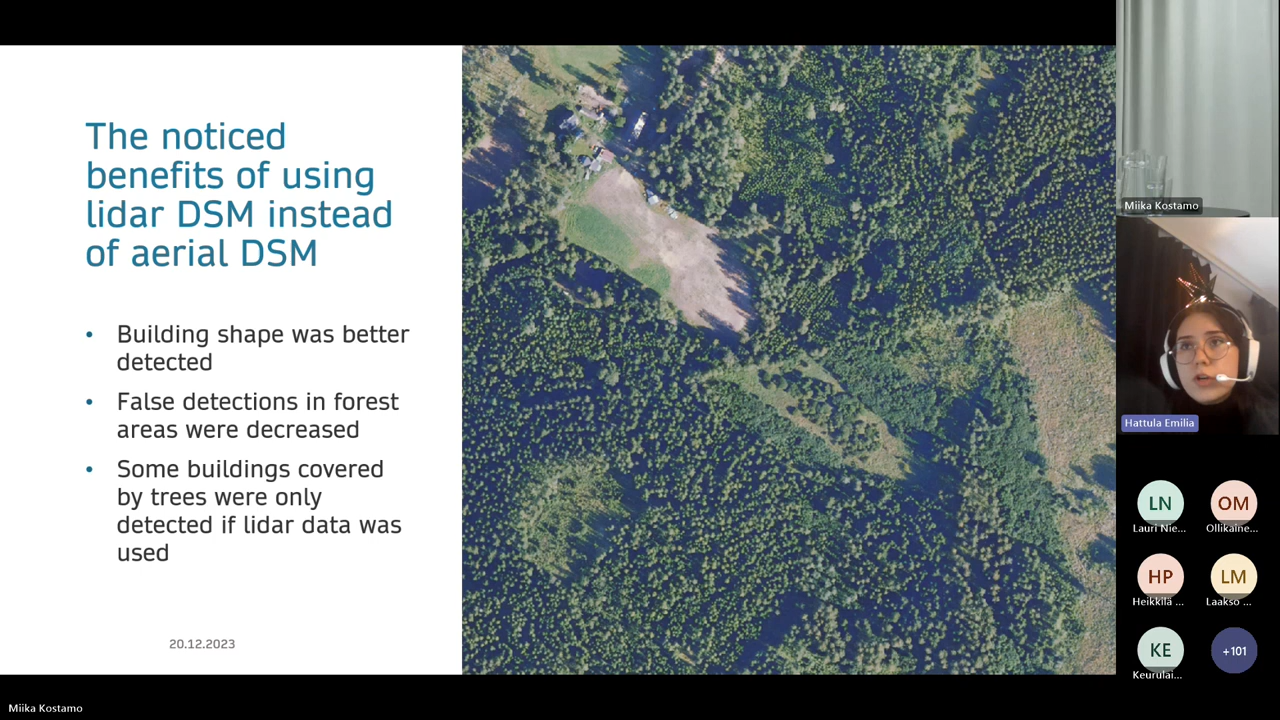 The noticed
benefits of using
lidar DSM instead
of aerial DSM
• Building shape was better
detected
• False detections in forest
areas were decreased
• Some buildings covered
by trees were only
detected if lidar data was
used
20.12.2023
Miika Kostamo
Miika Kostamo
Hattula Emilia
LN
Lauri Nie...
OM
Ollikaine...
HP
Heikkilä ...
LM
Laakso ...
KE
Keurulai...
+101